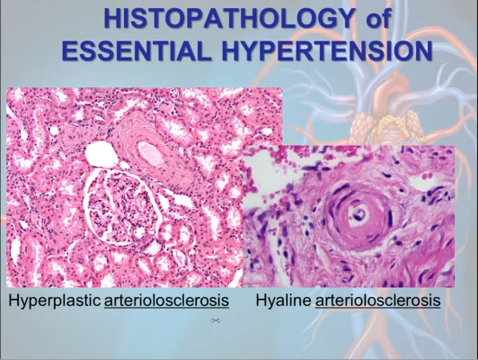 HISTOPATHOLOGY of
ESSENTIAL HYPERTENSION
Hyperplastic arteriolosclerosis
Hyaline arteriolosclerosis